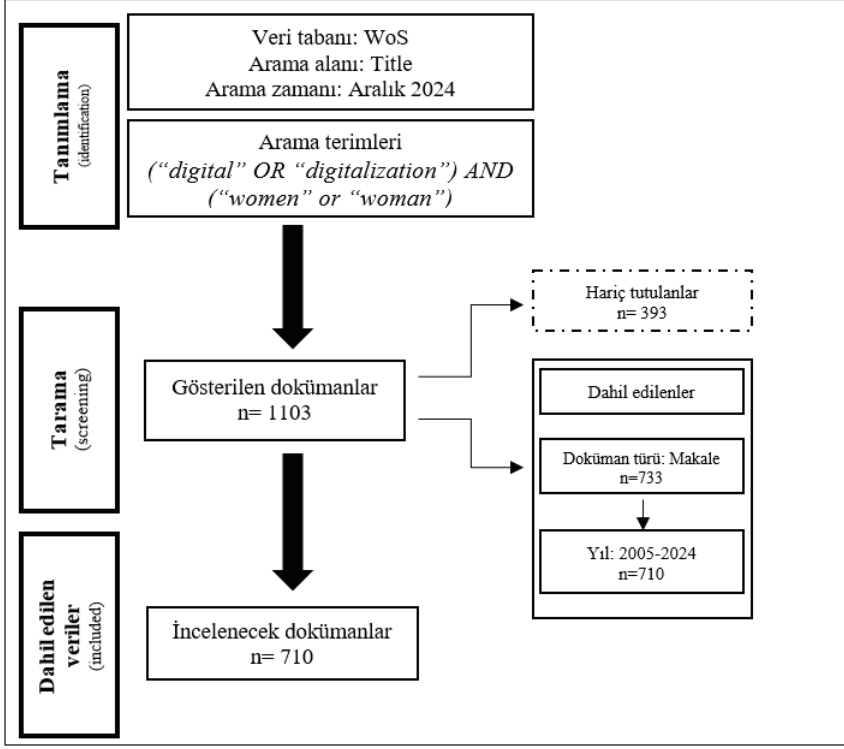 Tanımlama
(identification)
Veri tabanı: WoS
Arama alanı: Title
Arama zamanı: Aralık 2024
Arama terimleri
(“digital” OR “digitalization”) AND
(“women” or “woman”)
Tarama
(screening)
Gösterilen dokümanlar
n= 1103
Hariç tutulanlar
n= 393
Dahil edilenler
Doküman türü: Makale
n=733
Yıl: 2005-2024
n=710
Dahil edilen
veriler
(included)
İncelenecek dokümanlar
n= 710